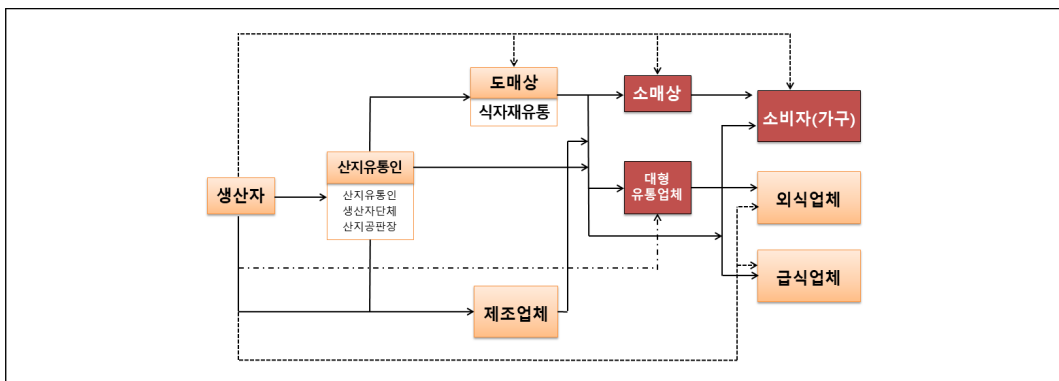 도매상
식자재유통
소매상
소비자(가구)
산지유통인
산지유통인
생산자단체
산지공판장
생산자
대형
유통업체
외식업체
급식업체
제조업체